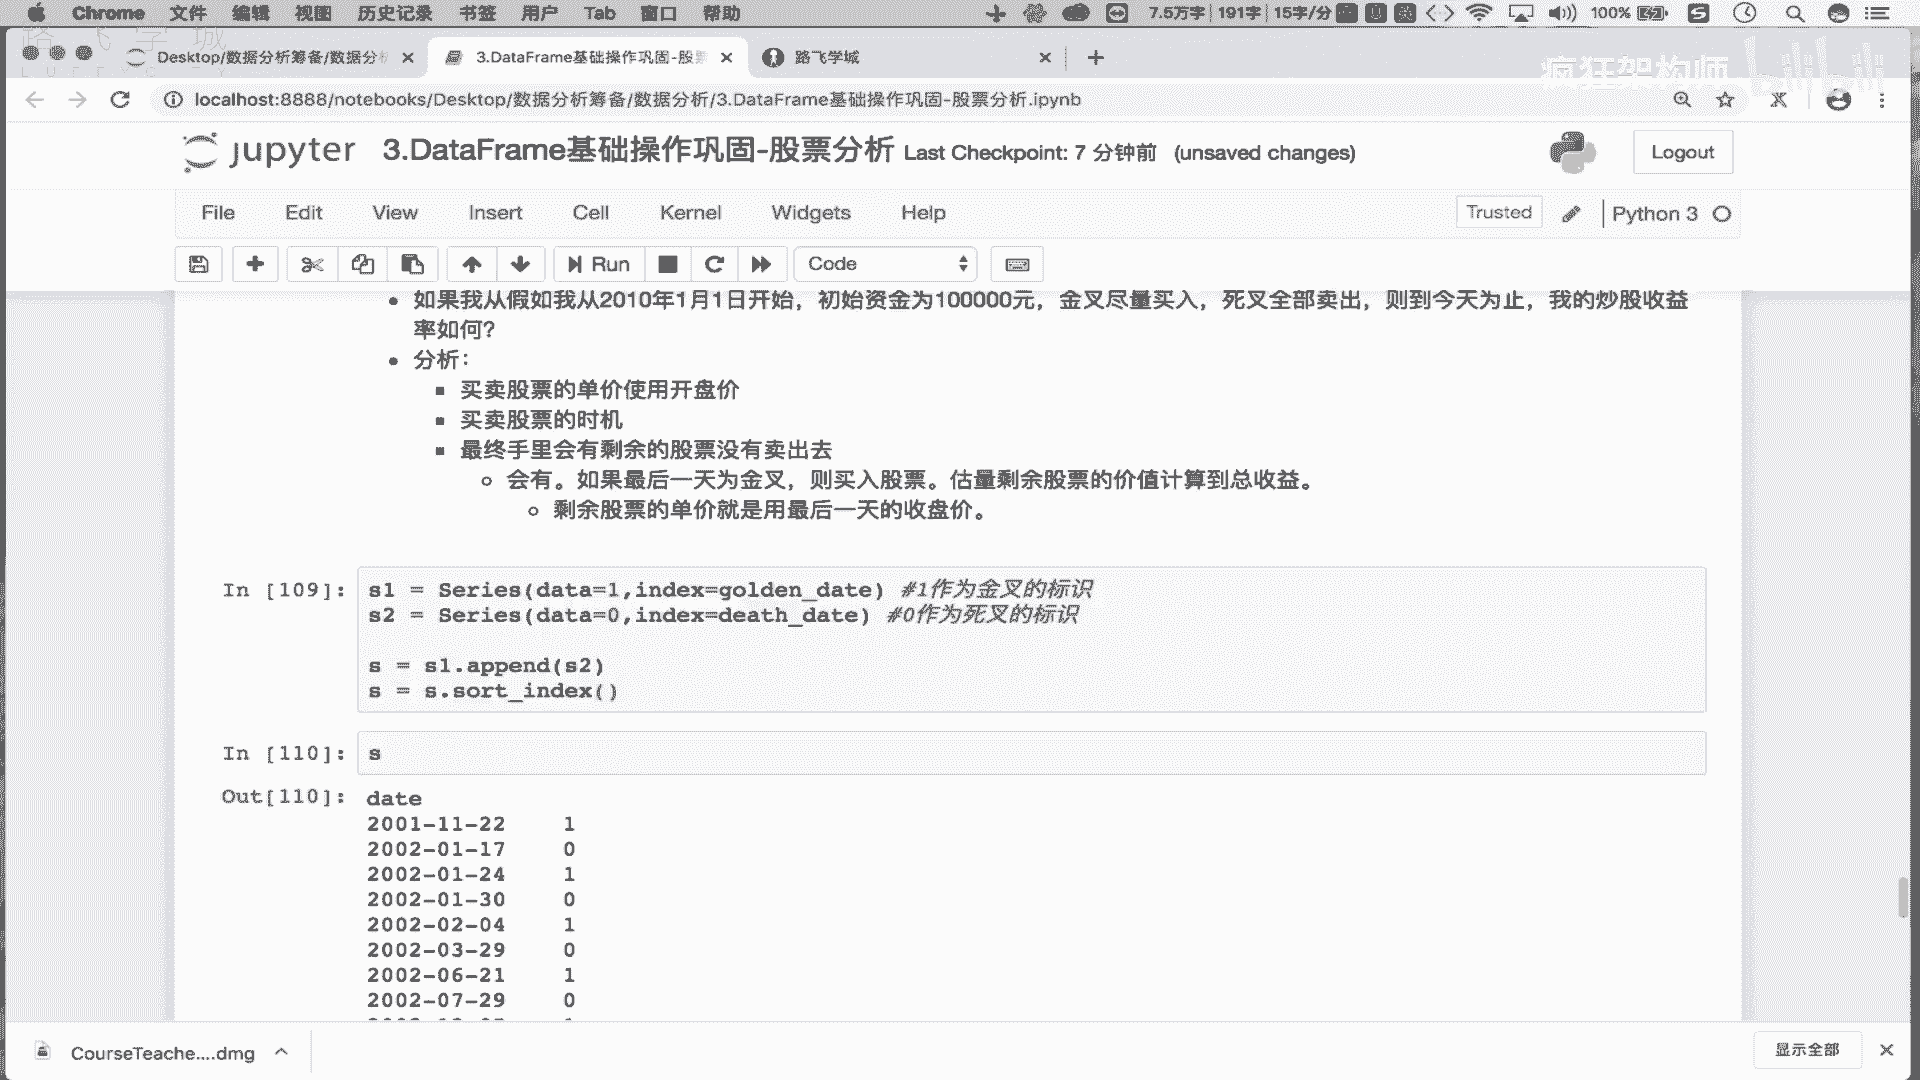 Chrome 文件 编辑 视图 历史记录 书签 用户 Tab 窗口 帮助 7.5万字 191字 15字/分 100%
路飞学城
Desktop/数据分析筹备/数据分析 3.DataFrame基础操作巩固-股票 路飞学城
疯狂架构师 bilibili
localhost:8888/notebooks/Desktop/数据分析筹备/数据分析/3.DataFrame基础操作巩固-股票分析.ipynb
jupyter 3.DataFrame基础操作巩固-股票分析 Last Checkpoint: 7 分钟前 (unsaved changes) Logout
File Edit View Insert Cell Kernel Widgets Help Trusted Python 3
Run Code
如果我从假如我从2010年1月1日开始，初始资金为100000元，金叉尽量买入，死叉全部卖出，则到今天为止，我的炒股收益
率如何？
分析：
买卖股票的单价使用开盘价
买卖股票的时机
最终手里会有剩余的股票没有卖出去
会有。如果最后一天为金叉，则买入股票。估量剩余股票的价值计算到总收益。
剩余股票的单价就是用最后一天的收盘价。
In [109]: s1 = Series(data=1,index=golden_date) #1作为金叉的标识
s2 = Series(data=0,index=death_date) #0作为死叉的标识
s = s1.append(s2)
s = s.sort_index()
In [110]: s
Out[110]: date
2001-11-22 1
2002-01-17 0
2002-01-24 1
2002-01-30 0
2002-02-04 1
2002-03-29 0
2002-06-21 1
2002-07-29 0
CourseTeache....dmg 显示全部